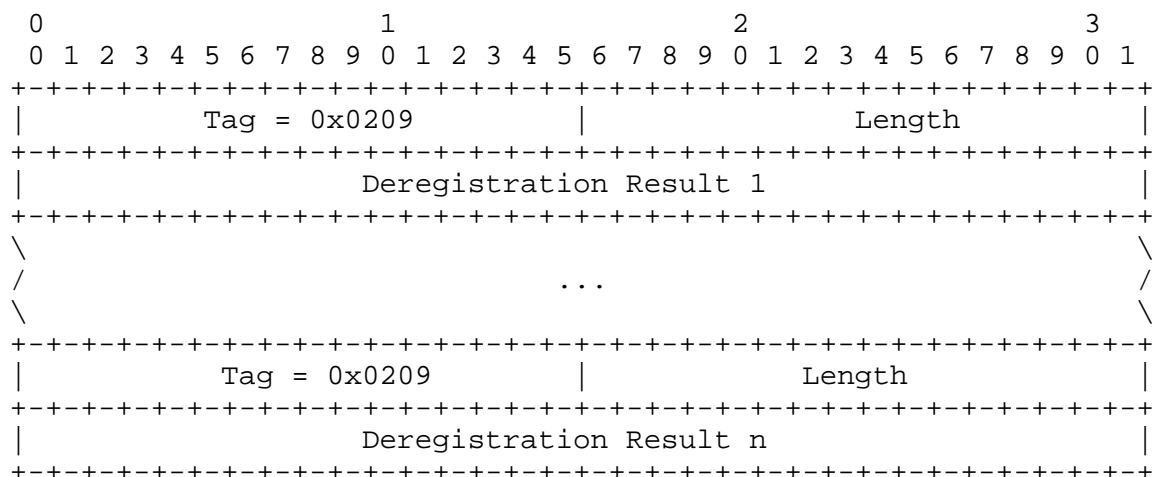 0                   1                   2                   3
 0 1 2 3 4 5 6 7 8 9 0 1 2 3 4 5 6 7 8 9 0 1 2 3 4 5 6 7 8 9 0 1
+-+-+-+-+-+-+-+-+-+-+-+-+-+-+-+-+-+-+-+-+-+-+-+-+-+-+-+-+-+-+-+-+
|          Tag = 0x0209         |               Length          |
+-+-+-+-+-+-+-+-+-+-+-+-+-+-+-+-+-+-+-+-+-+-+-+-+-+-+-+-+-+-+-+-+
|                   Deregistration Result 1                     |
+-+-+-+-+-+-+-+-+-+-+-+-+-+-+-+-+-+-+-+-+-+-+-+-+-+-+-+-+-+-+-+-+
\                                                               \
/                               ...                             /
\                                                               \
+-+-+-+-+-+-+-+-+-+-+-+-+-+-+-+-+-+-+-+-+-+-+-+-+-+-+-+-+-+-+-+-+
|           Tag = 0x0209        |            Length             |
+-+-+-+-+-+-+-+-+-+-+-+-+-+-+-+-+-+-+-+-+-+-+-+-+-+-+-+-+-+-+-+-+
|                   Deregistration Result n                     |
+-+-+-+-+-+-+-+-+-+-+-+-+-+-+-+-+-+-+-+-+-+-+-+-+-+-+-+-+-+-+-+-+